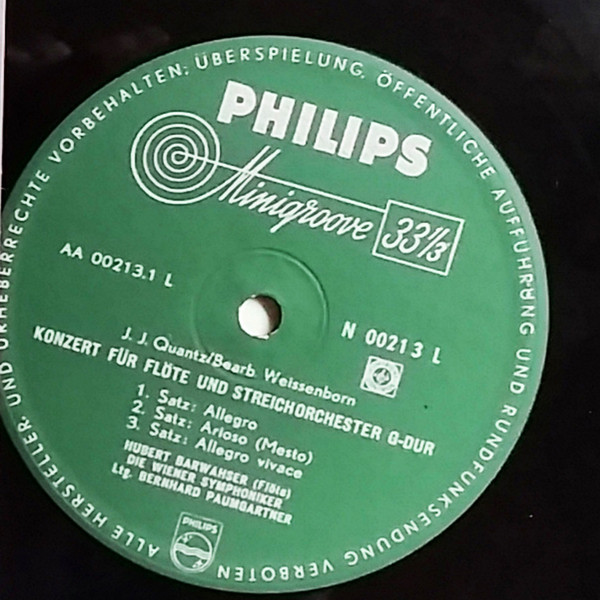 ALLE HERSTELLER- UND URHEBERRECHTE VORBEHALTEN; ÜBERSPIELUNG, ÖFFENTLICHE AUFFÜHRUNG UND RUNDFUNKSENDUNG VERBOTEN
PHILIPS
Minigroove 33⅓
AA 00213.1 L
N 00213 L
J. J. Quantz/Bearb. Weissenborn
KONZERT FÜR FLÖTE UND STREICHORCHESTER G-DUR
1. Satz: Allegro
2. Satz: Arioso (Mesto)
3. Satz: Allegro vivace
HUBERT BARWAHSER (Flöte)
DIE WIENER SYMPHONIKER
Ltg. BERNHARD PAUMGARTNER
PHILIPS